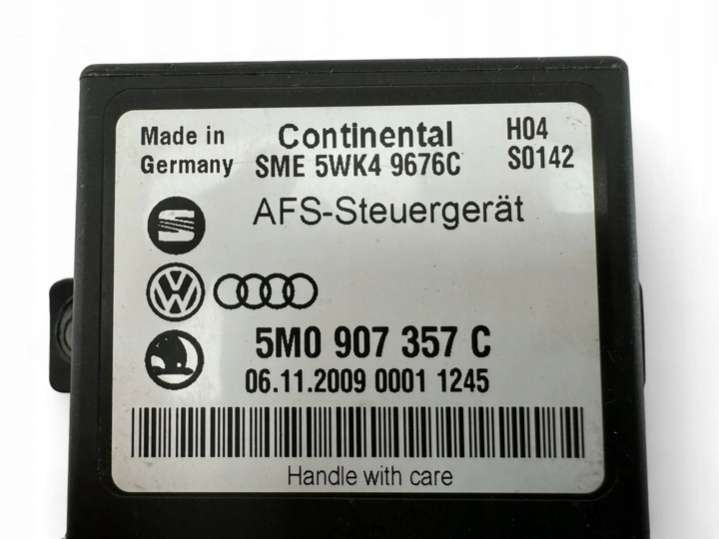 Made in Continental H04
Germany SME 5WK4 9676C S0142
AFS-Steuergerät
5M0 907 357 C
06.11.2009 0001 1245
Handle with care